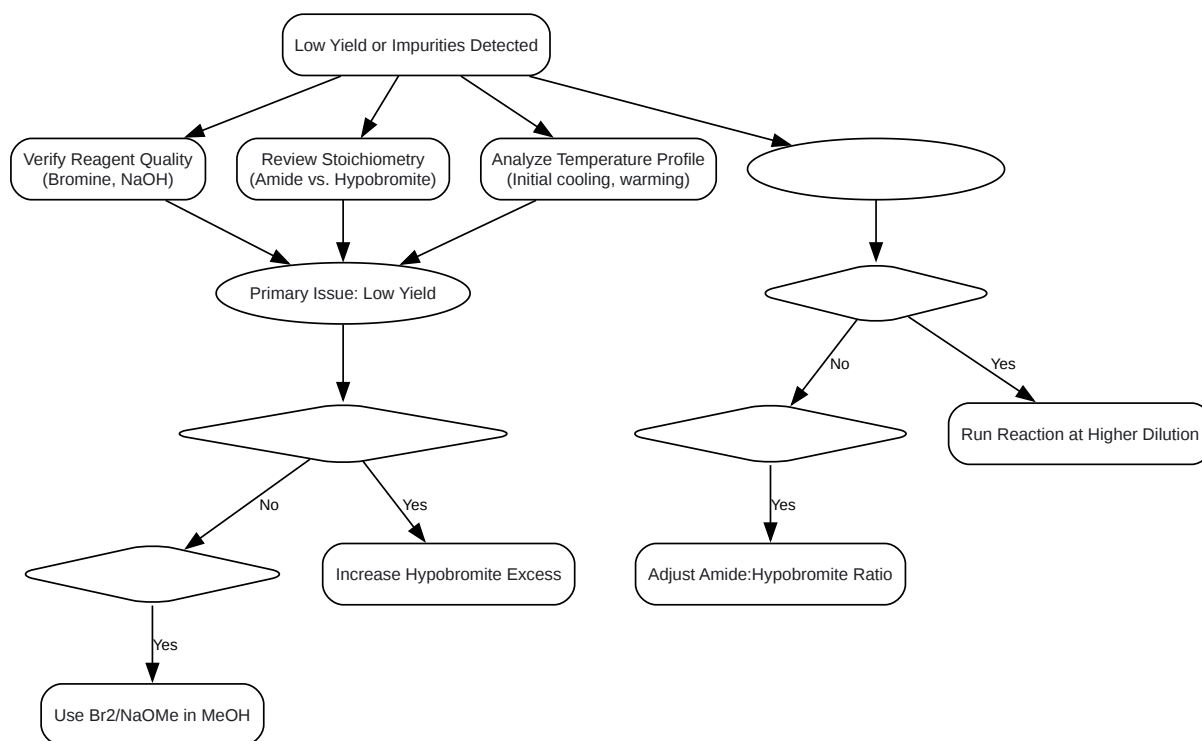 Low Yield or Impurities Detected
Verify Reagent Quality
(Bromine, NaOH)
Review Stoichiometry
(Amide vs. Hypobromite)
Analyze Temperature Profile
(Initial cooling, warming)
Primary Issue: Low Yield
No
Yes
Run Reaction at Higher Dilution
No
Yes
Yes
Increase Hypobromite Excess
Adjust Amide:Hypobromite Ratio
Yes
Use Br2/NaOMe in MeOH